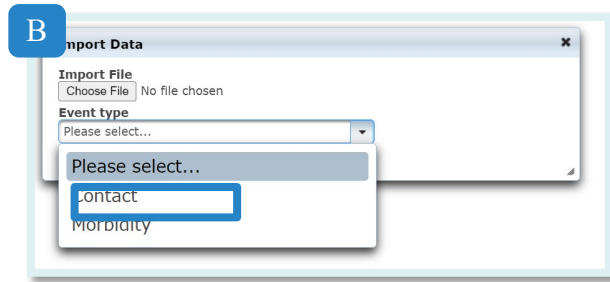 B
Import Data
Import File
Choose File No file chosen
Event type
Please select...
Please select...
Contact
Morbidity